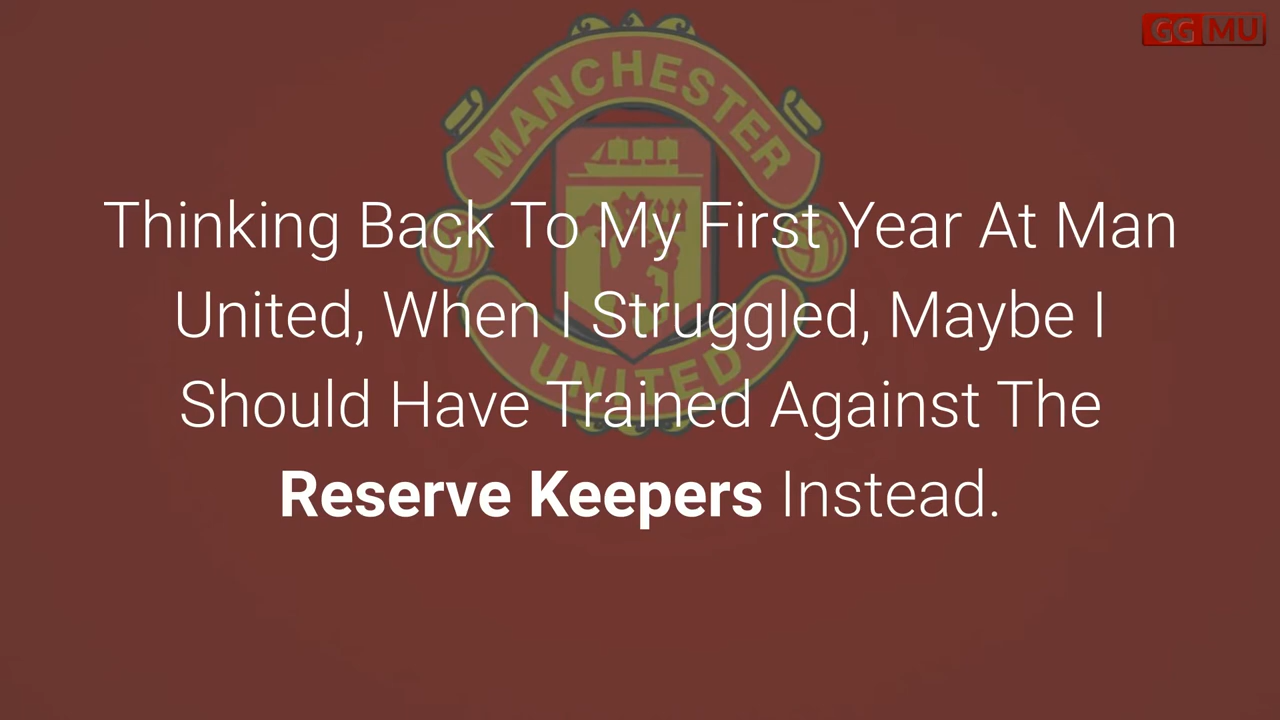 GG MU
MANCHESTER
Thinking Back To My First Year At Man
United, When I Struggled, Maybe I
Should Have Trained Against The
Reserve Keepers Instead.
UNITED